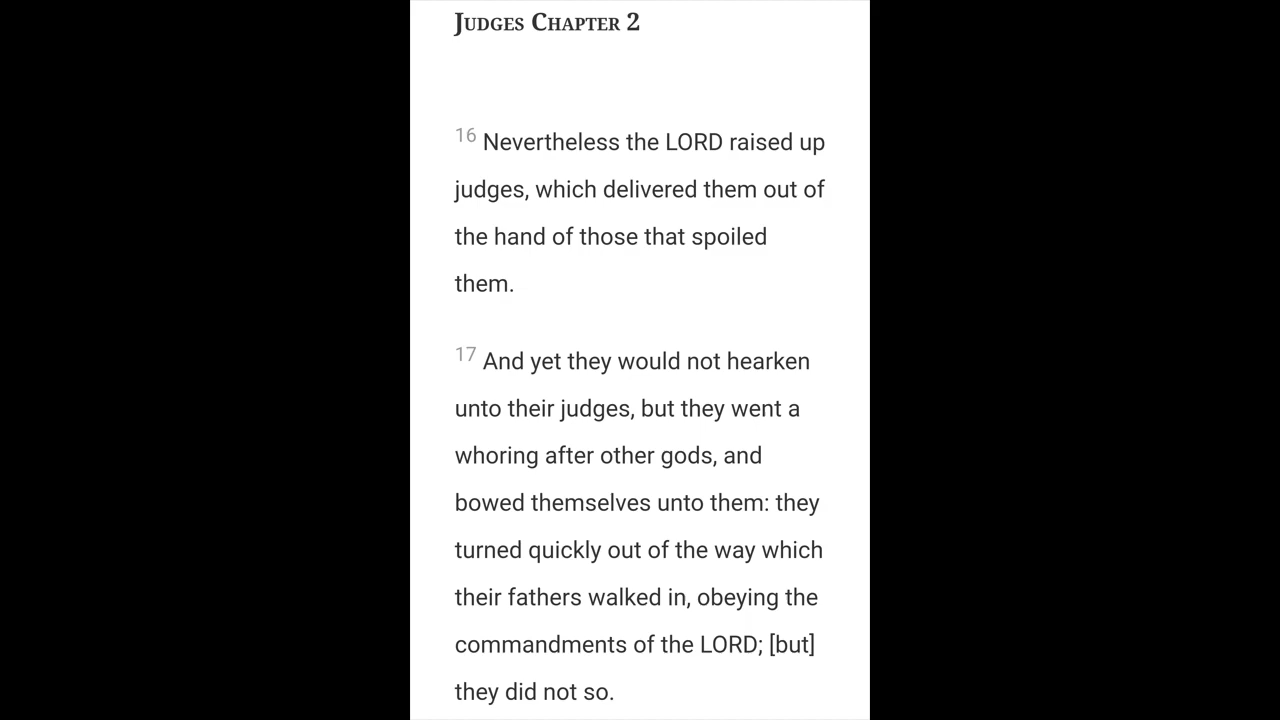 Judges Chapter 2
16 Nevertheless the LORD raised up
judges, which delivered them out of
the hand of those that spoiled
them.
17 And yet they would not hearken
unto their judges, but they went a
whoring after other gods, and
bowed themselves unto them: they
turned quickly out of the way which
their fathers walked in, obeying the
commandments of the LORD; [but]
they did not so.